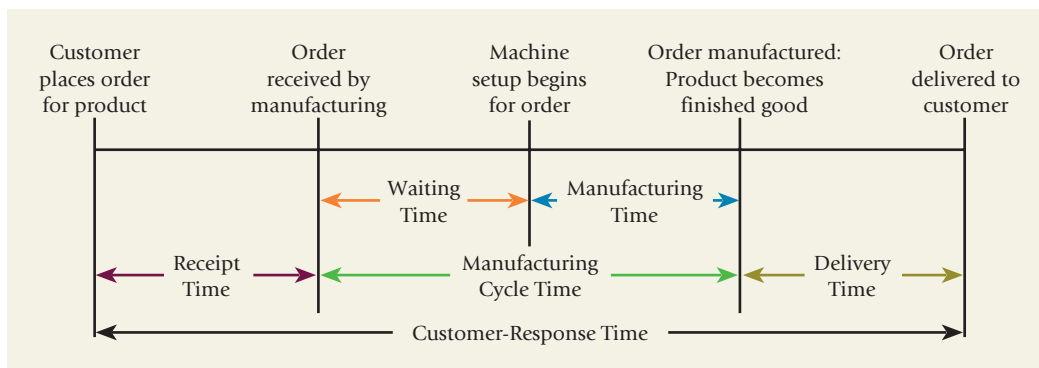 Customer
places order
for product
Order
received by
manufacturing
Machine
setup begins
for order
Order manufactured:
Product becomes
finished good
Order
delivered to
customer
Waiting
Time
Manufacturing
Time
Receipt
Time
Manufacturing
Cycle Time
Delivery
Time
Customer-Response Time